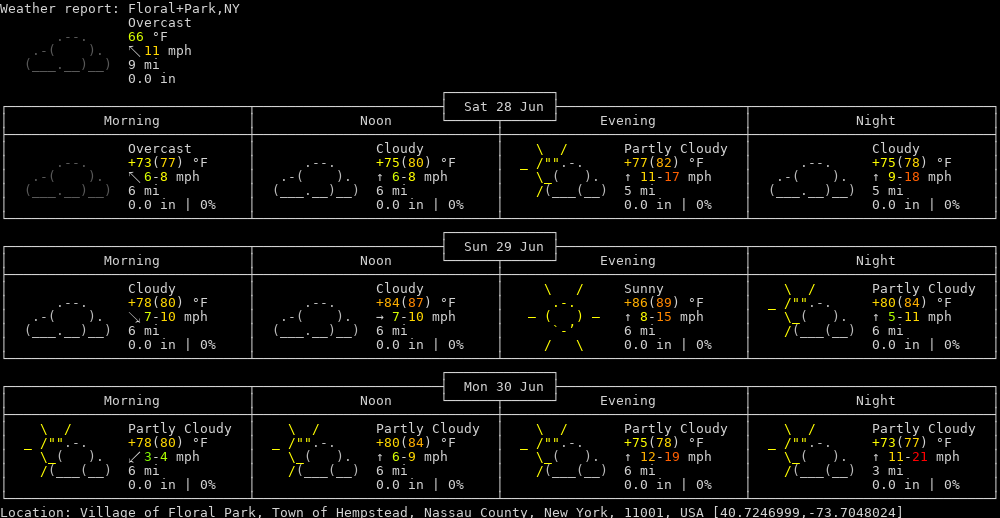 Weather report: Floral+Park,NY
Overcast
66 °F
↖ 11 mph
9 mi
0.0 in
Sat 28 Jun
Morning Noon Evening Night
Overcast Cloudy Partly Cloudy Cloudy
+73(77) °F +75(80) °F +77(82) °F +75(78) °F
↖ 6-8 mph ↑ 6-8 mph ↑ 11-17 mph ↑ 9-18 mph
6 mi 6 mi 5 mi 5 mi
0.0 in | 0% 0.0 in | 0% 0.0 in | 0% 0.0 in | 0%
Sun 29 Jun
Morning Noon Evening Night
Cloudy Cloudy Sunny Partly Cloudy
+78(80) °F +84(87) °F +86(89) °F +80(84) °F
↘ 7-10 mph → 7-10 mph ↑ 8-15 mph ↑ 5-11 mph
6 mi 6 mi 6 mi 6 mi
0.0 in | 0% 0.0 in | 0% 0.0 in | 0% 0.0 in | 0%
Mon 30 Jun
Morning Noon Evening Night
Partly Cloudy Partly Cloudy Partly Cloudy Partly Cloudy
+78(80) °F +80(84) °F +75(78) °F +73(77) °F
↙ 3-4 mph ↑ 6-9 mph ↑ 12-19 mph ↑ 11-21 mph
6 mi 6 mi 6 mi 3 mi
0.0 in | 0% 0.0 in | 0% 0.0 in | 0% 0.0 in | 0%
Location: Village of Floral Park, Town of Hempstead, Nassau County, New York, 11001, USA [40.7246999,-73.7048024]